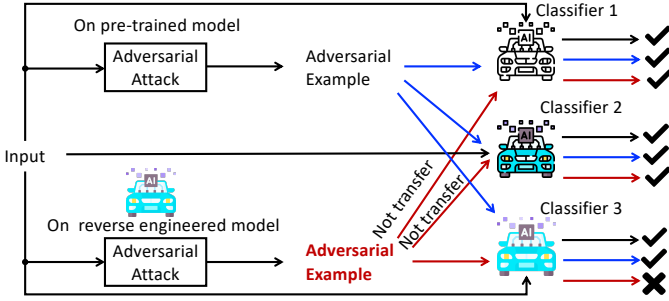 Classifier 1
On pre-trained model
AI
Adversarial
Attack
Adversarial
Example
Classifier 2
AI
Input
AI
Not transfer
Not transfer
Classifier 3
On reverse engineered model
AI
Adversarial
Attack
Adversarial
Example